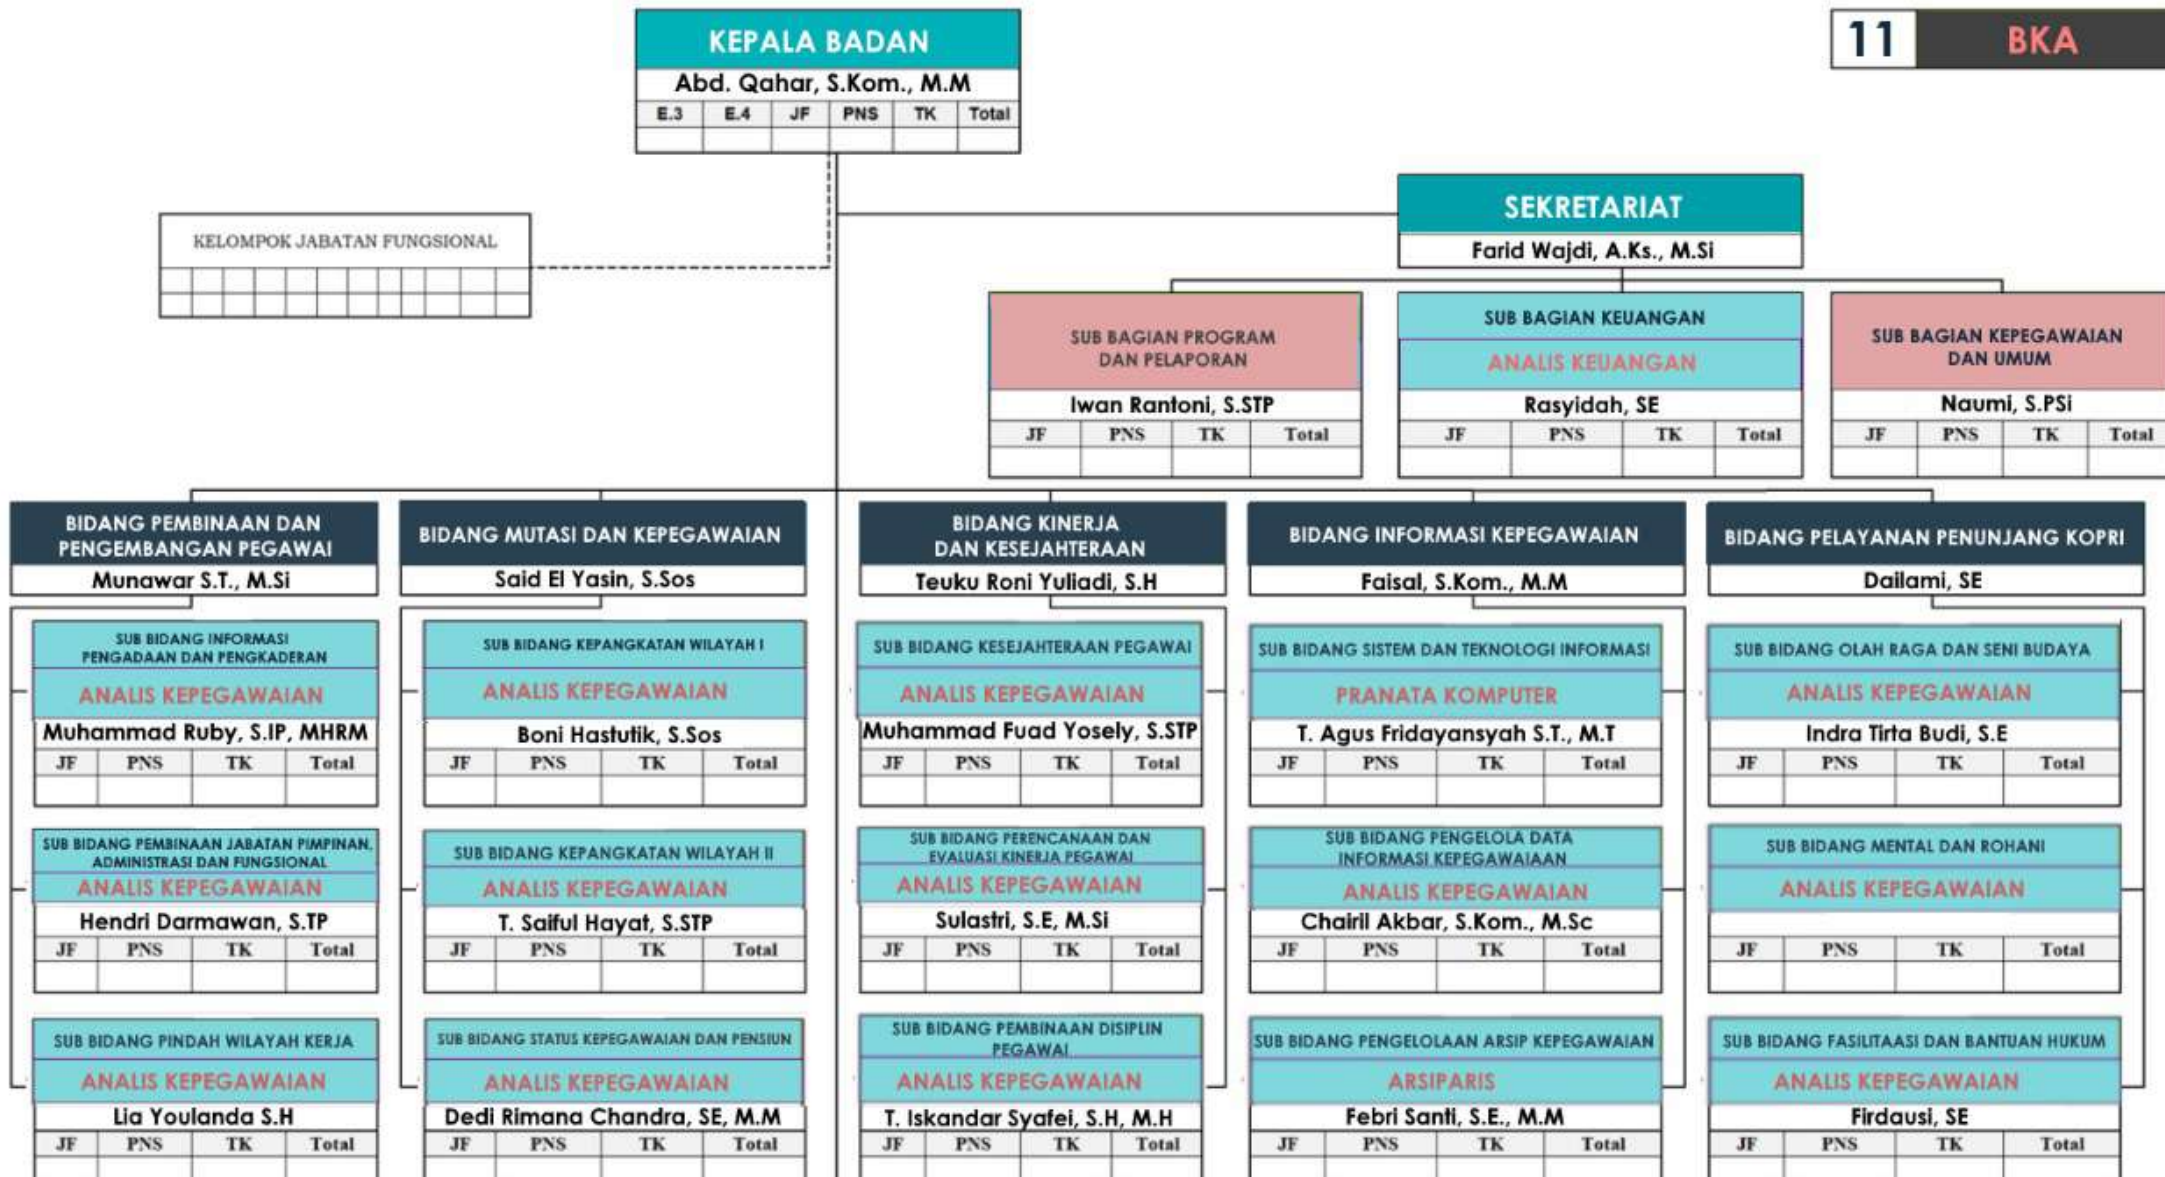 KEPALA BADAN
Abd. Qahar, S.Kom., M.M
E.3 E.4 JF PNS TK Total
11 BKA
KELOMPOK JABATAN FUNGSIONAL
SEKRETARIAT
Farid Wajdi, A.Ks., M.Si
SUB BAGIAN PROGRAM
DAN PELAPORAN
Iwan Rantoni, S.STP
JF PNS TK Total
SUB BAGIAN KEUANGAN
ANALIS KEUANGAN
Rasyidah, SE
JF PNS TK Total
SUB BAGIAN KEPEGAWAIAN
DAN UMUM
Naumi, S.PSi
JF PNS TK Total
BIDANG PEMBINAAN DAN
PENGEMBANGAN PEGAWAI
Munawar S.T., M.Si
SUB BIDANG INFORMASI
PENGADAAN DAN PENGKADERAN
ANALIS KEPEGAWAIAN
Muhammad Ruby, S.IP, MHRM
JF PNS TK Total
SUB BIDANG PEMBINAAN JABATAN PIMPINAN,
ADMINISTRASI DAN FUNGSIONAL
ANALIS KEPEGAWAIAN
Hendri Darmawan, S.TP
JF PNS TK Total
SUB BIDANG PINDAH WILAYAH KERJA
ANALIS KEPEGAWAIAN
Lia Youlanda S.H
JF PNS TK Total
BIDANG MUTASI DAN KEPEGAWAIAN
Said El Yasin, S.Sos
SUB BIDANG KEPANGKATAN WILAYAH I
ANALIS KEPEGAWAIAN
Boni Hastutik, S.Sos
JF PNS TK Total
SUB BIDANG KEPANGKATAN WILAYAH II
ANALIS KEPEGAWAIAN
T. Saiful Hayat, S.STP
JF PNS TK Total
SUB BIDANG STATUS KEPEGAWAIAN DAN PENSIUN
ANALIS KEPEGAWAIAN
Dedi Rimana Chandra, SE, M.M
JF PNS TK Total
BIDANG KINERJA
DAN KESEJAHTERAAN
Teuku Roni Yuliadi, S.H
SUB BIDANG KESEJAHTERAAN PEGAWAI
ANALIS KEPEGAWAIAN
Muhammad Fuad Yosely, S.STP
JF PNS TK Total
SUB BIDANG PERENCANAAN DAN
EVALUASI KINERJA PEGAWAI
ANALIS KEPEGAWAIAN
Sulastri, S.E, M.Si
JF PNS TK Total
SUB BIDANG PEMBINAAN DISIPLIN
PEGAWAI
ANALIS KEPEGAWAIAN
T. Iskandar Syafei, S.H, M.H
JF PNS TK Total
BIDANG INFORMASI KEPEGAWAIAN
Faisal, S.Kom., M.M
SUB BIDANG SISTEM DAN TEKNOLOGI INFORMASI
PRANATA KOMPUTER
T. Agus Fridayansyah S.T., M.T
JF PNS TK Total
SUB BIDANG PENGELOLA DATA
INFORMASI KEPEGAWAIAAN
ANALIS KEPEGAWAIAN
Chairil Akbar, S.Kom., M.Sc
JF PNS TK Total
SUB BIDANG PENGELOLAAN ARSIP KEPEGAWAIAN
ARSIPARIS
Febri Santi, S.E., M.M
JF PNS TK Total
BIDANG PELAYANAN PENUNJANG KOPRI
Dailami, SE
SUB BIDANG OLAH RAGA DAN SENI BUDAYA
ANALIS KEPEGAWAIAN
Indra Tirta Budi, S.E
JF PNS TK Total
SUB BIDANG MENTAL DAN ROHANI
ANALIS KEPEGAWAIAN
JF PNS TK Total
SUB BIDANG FASILITAASI DAN BANTUAN HUKUM
ANALIS KEPEGAWAIAN
Firdausi, SE
JF PNS TK Total